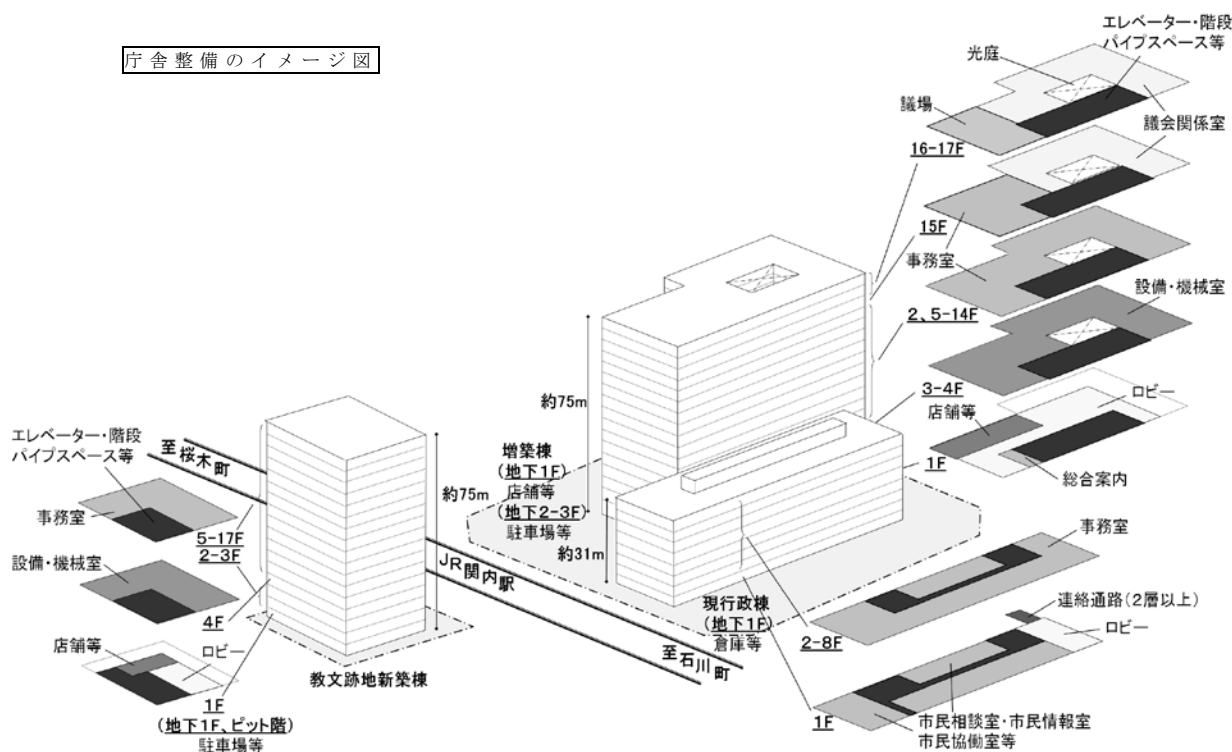 庁舎整備のイメージ図
エレベーター・階段
パイプスペース等
光庭
議場
議会関係室
16-17F
15F
事務室
設備・機械室
2、5-14F
3-4F
ロビー
店舗等
1F
総合案内
約75m
増築棟
(地下1F)
店舗等
(地下2-3F)
駐車場等
約31m
現行政棟
(地下1F)
倉庫等
事務室
2-8F
連絡通路(2層以上)
ロビー
1F
市民相談室・市民情報室
市民協働室等
エレベーター・階段
パイプスペース等
至桜木町
約75m
事務室
5-17F
2-3F
設備・機械室
4F
JR関内駅
至石川町
店舗等
ロビー
教文跡地新築棟
1F
(地下1F、ピット階)
駐車場等